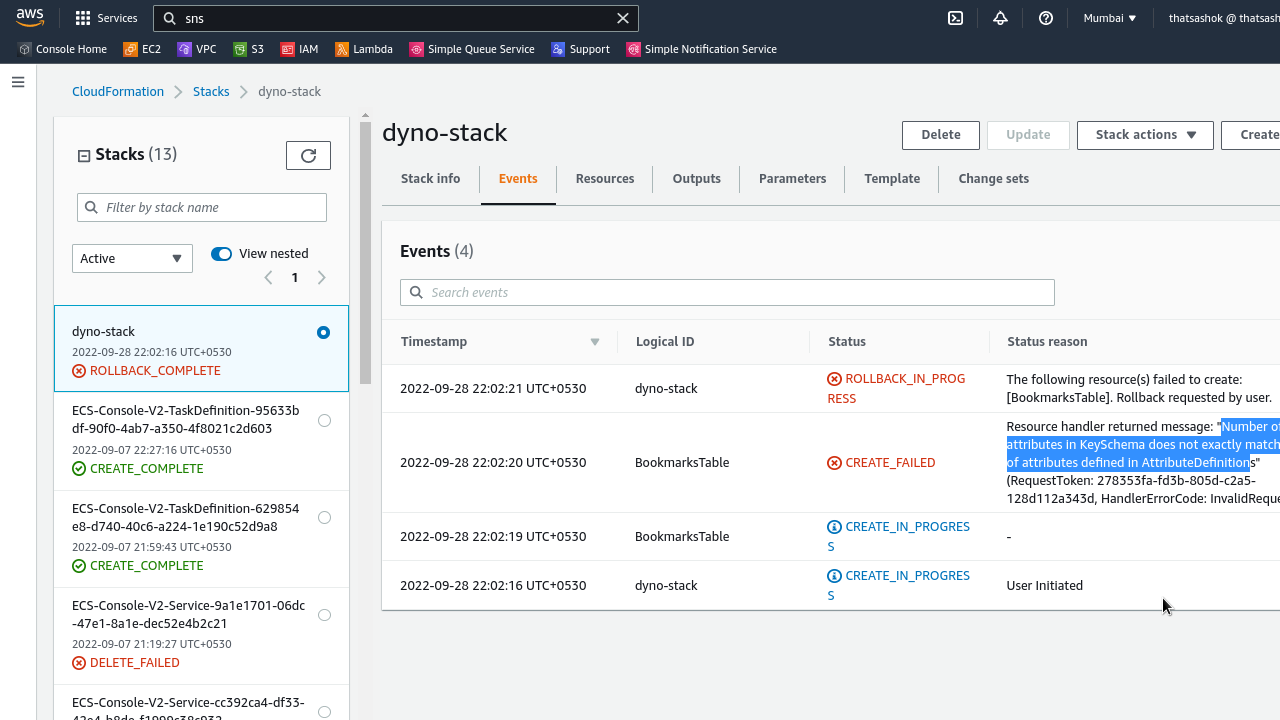 aws
Services
sns
Mumbai
thatsashok @ thatsash
Console Home
EC2
VPC
S3
IAM
Lambda
Simple Queue Service
Support
Simple Notification Service
CloudFormation
Stacks
dyno-stack
Stacks (13)
Filter by stack name
Active
View nested
1
dyno-stack
2022-09-28 22:02:16 UTC+0530
ROLLBACK_COMPLETE
ECS-Console-V2-TaskDefinition-95633b
df-90f0-4ab7-a350-4f8021c2d603
2022-09-07 22:27:16 UTC+0530
CREATE_COMPLETE
ECS-Console-V2-TaskDefinition-629854
e8-d740-40c6-a224-1e190c52d9a8
2022-09-07 21:59:43 UTC+0530
CREATE_COMPLETE
ECS-Console-V2-Service-9a1e1701-06dc
-47e1-8a1e-dec52e4b2c21
2022-09-07 21:19:27 UTC+0530
DELETE_FAILED
ECS-Console-V2-Service-cc392ca4-df33-
dyno-stack
Delete
Update
Stack actions
Create
Stack info
Events
Resources
Outputs
Parameters
Template
Change sets
Events (4)
Search events
Timestamp
Logical ID
Status
Status reason
2022-09-28 22:02:21 UTC+0530
dyno-stack
ROLLBACK_IN_PROG
RESS
The following resource(s) failed to create:
[BookmarksTable]. Rollback requested by user.
2022-09-28 22:02:20 UTC+0530
BookmarksTable
CREATE_FAILED
Resource handler returned message: "Number of
attributes in KeySchema does not exactly match
of attributes defined in AttributeDefinitions"
(RequestToken: 278353fa-fd3b-805d-c2a5-
128d112a343d, HandlerErrorCode: InvalidReque
2022-09-28 22:02:19 UTC+0530
BookmarksTable
CREATE_IN_PROGRES
S
-
2022-09-28 22:02:16 UTC+0530
dyno-stack
CREATE_IN_PROGRES
S
User Initiated